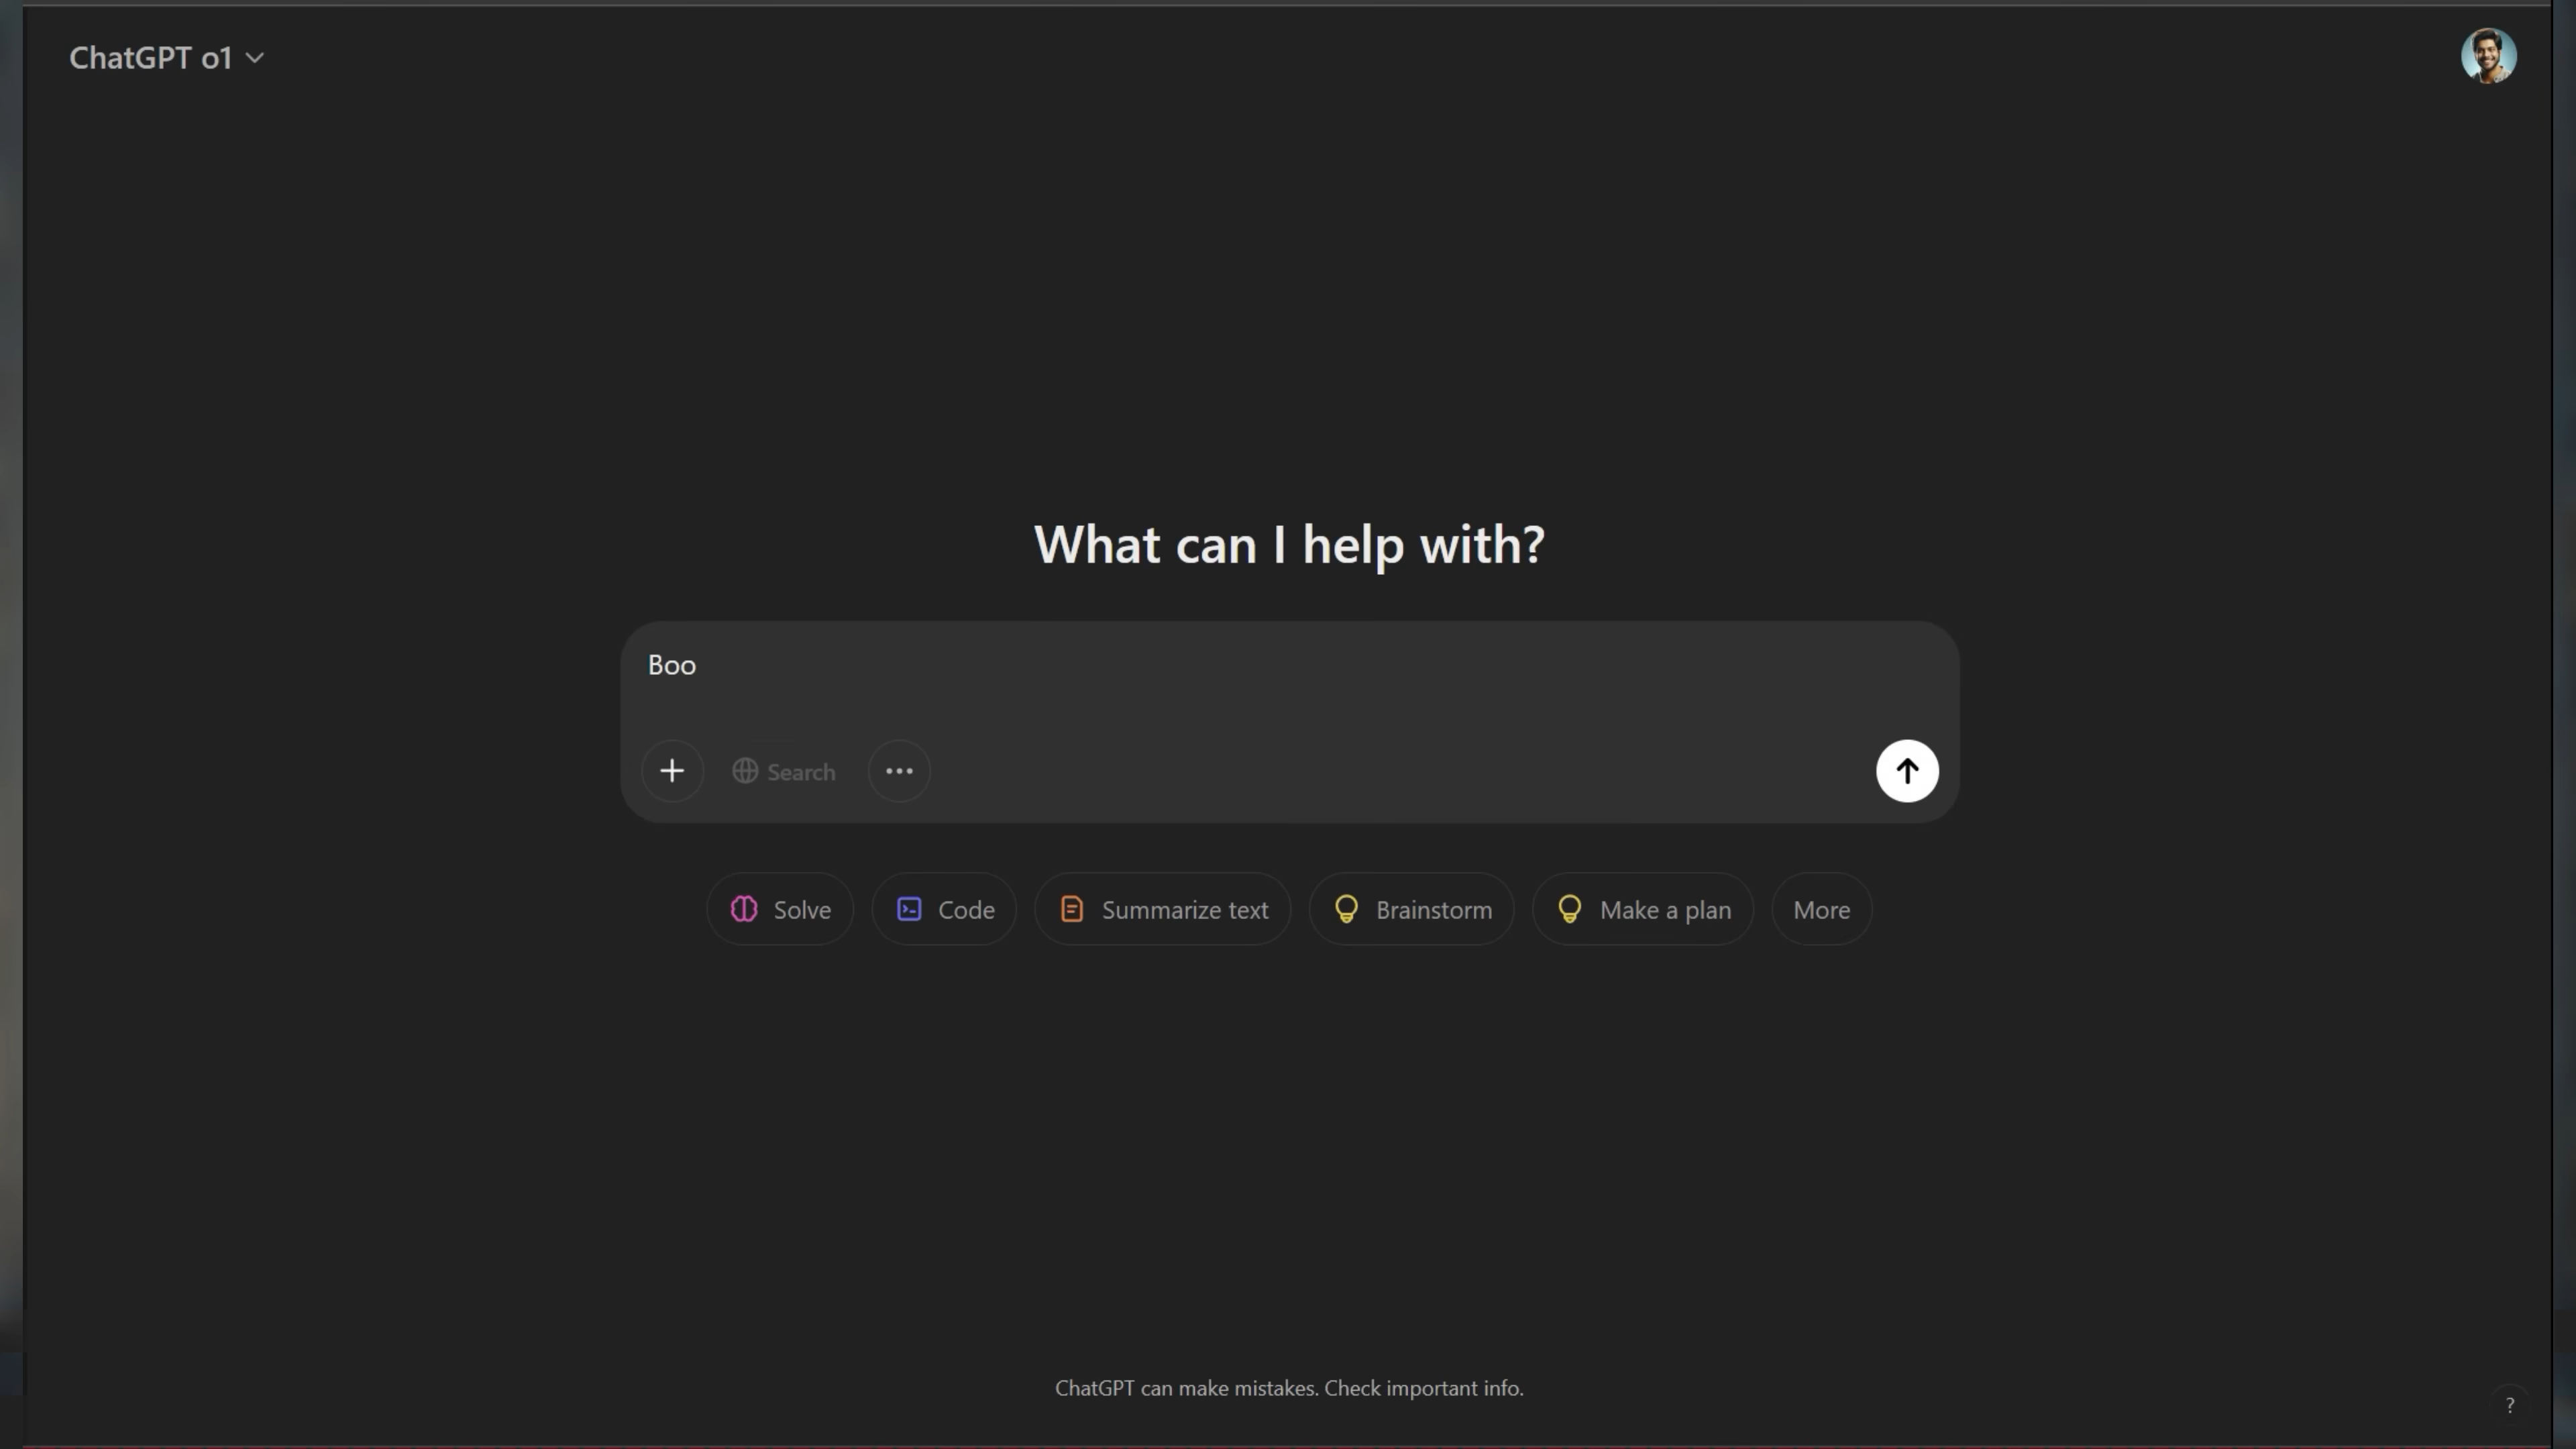 ChatGPT o1
What can I help with?
Boo
Search
Solve
Code
Summarize text
Brainstorm
Make a plan
More
ChatGPT can make mistakes. Check important info.
?